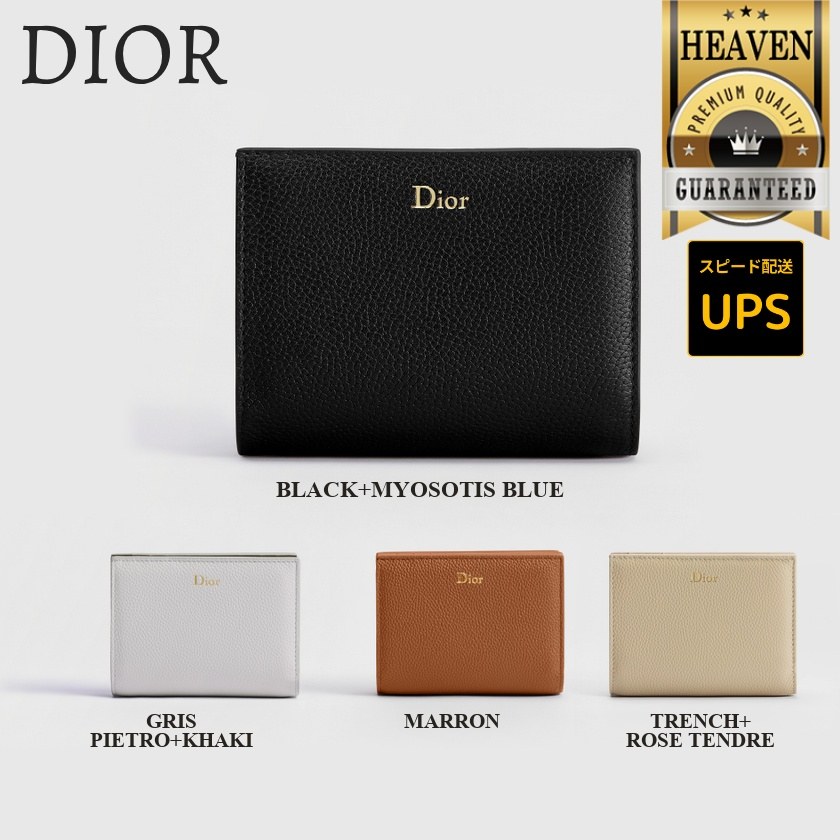 DIOR
HEAVEN
PREMIUM QUALITY
GUARANTEED
スピード配送
UPS
Dior
BLACK+MYOSOTIS BLUE
Dior
Dior
Dior
GRIS
PIETRO+KHAKI
MARRON
TRENCH+
ROSE TENDRE